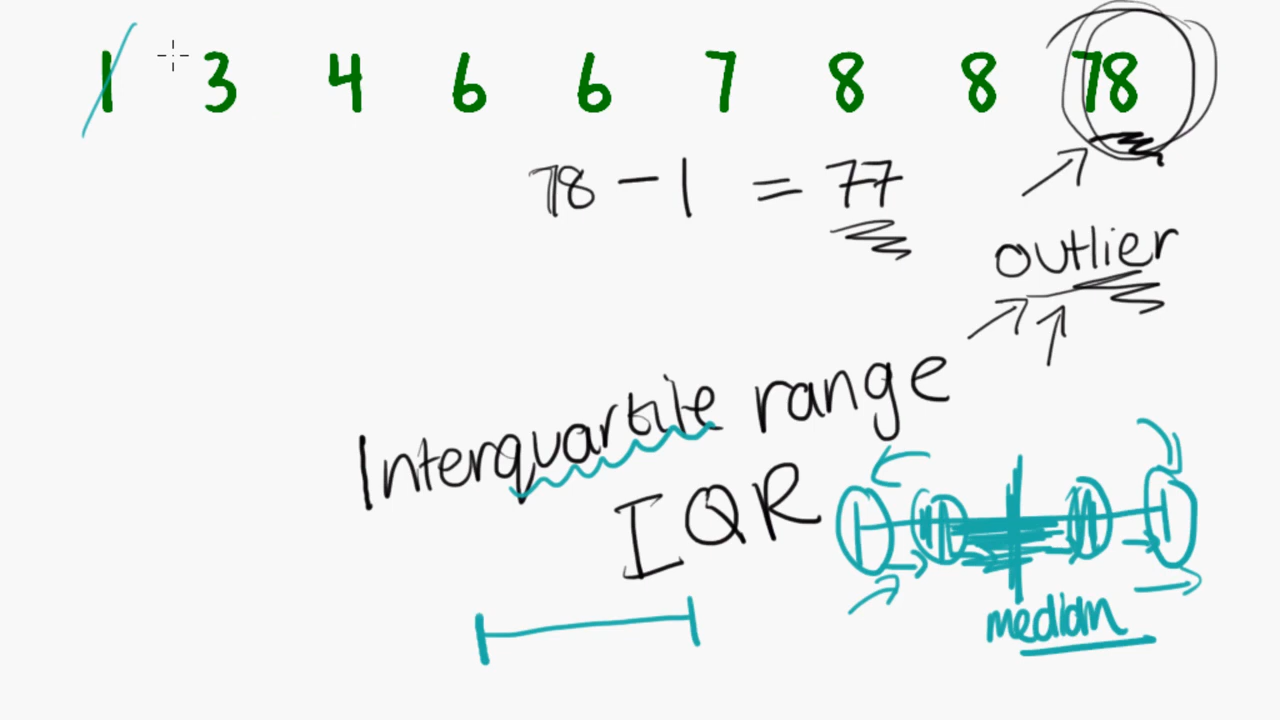 1 3 4 6 6 7 8 8 78
78 - 1 = 77
outlier
Interquartile range
IQR
median